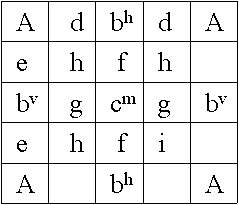 A d bʰ d A
e h f h
bᵛ g cᵐ g bᵛ
e h f i
A bʰ A